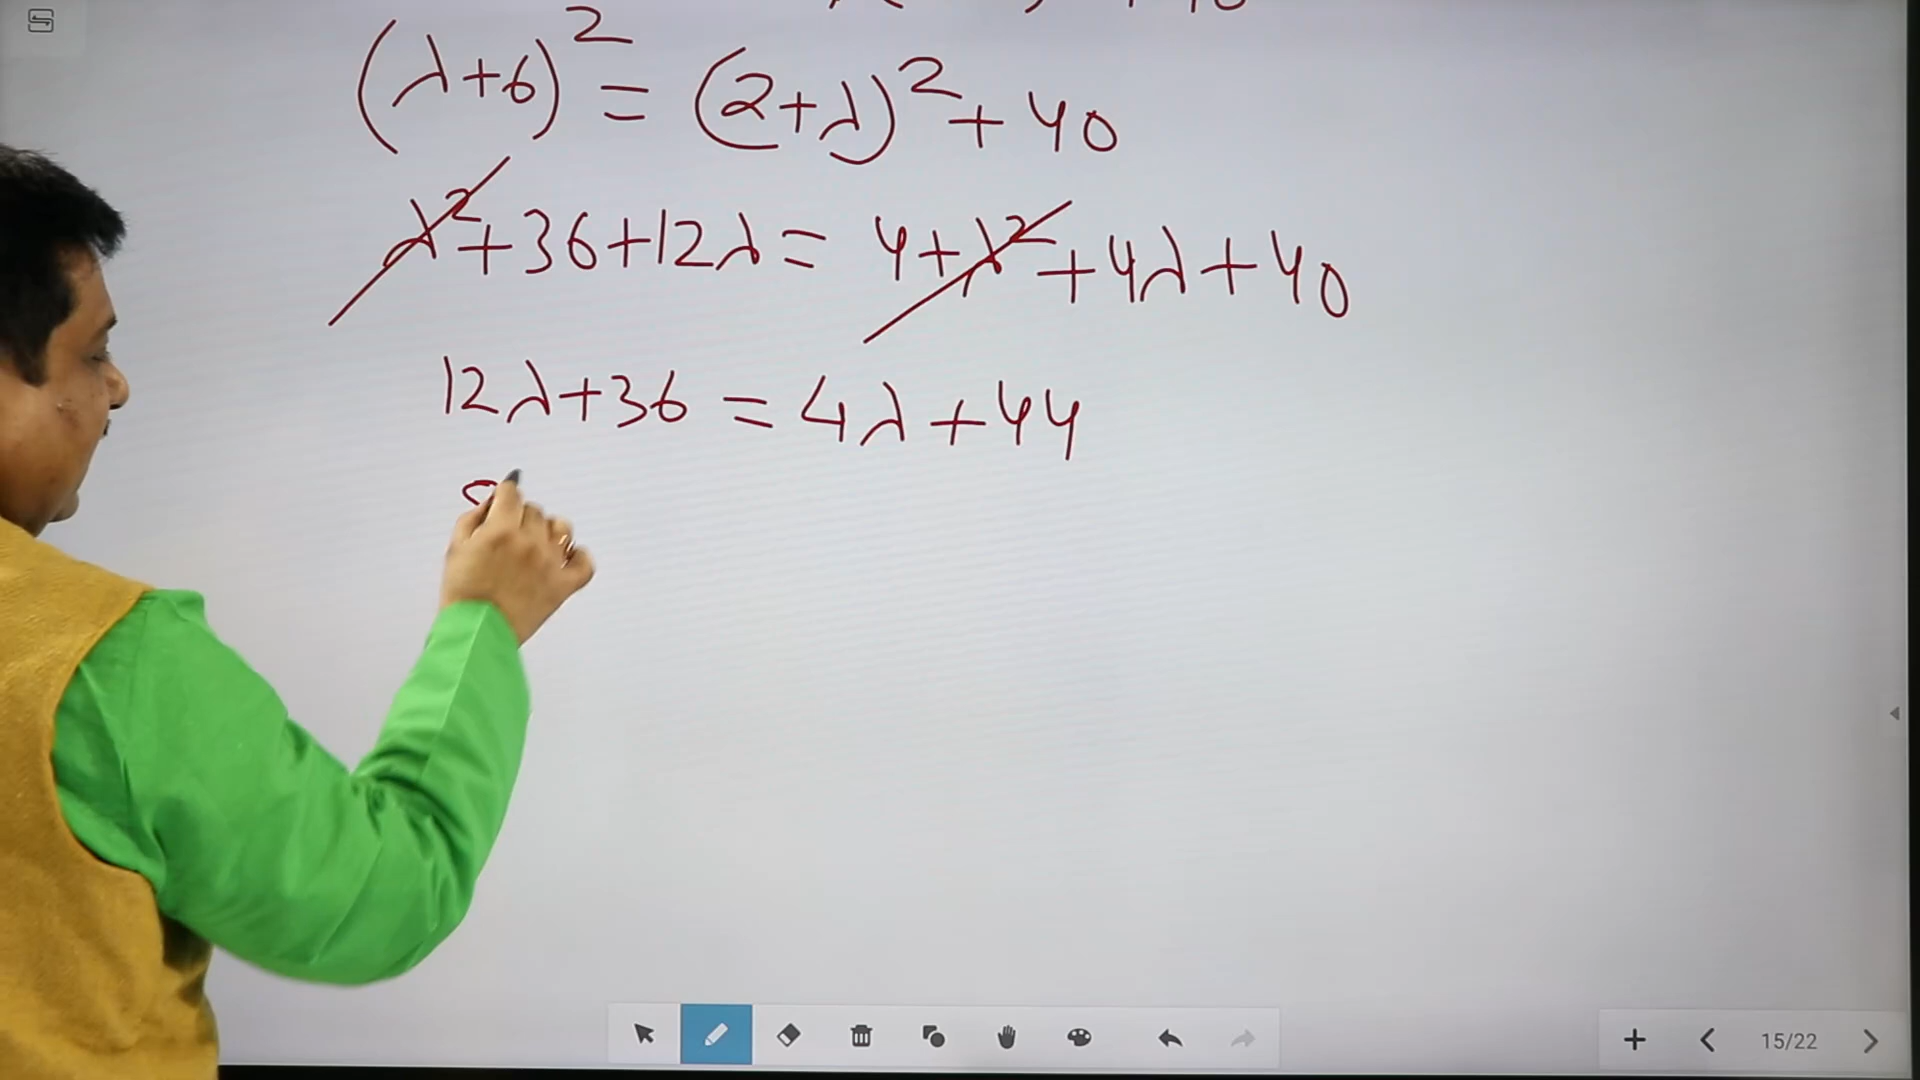 (λ+6)² = (2+λ)² + 40
λ²+36+12λ = 4+λ²+4λ+40
12λ+36 = 4λ+44
15/22